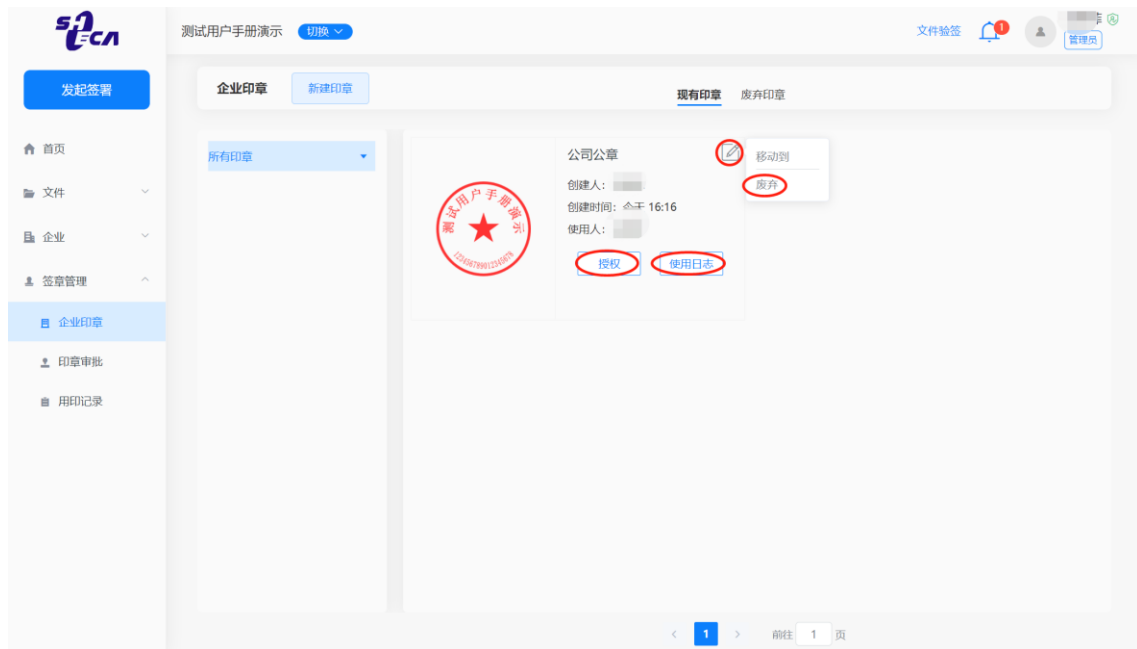 SHECA
测试用户手册演示 切换
文件验签 1
管理员
发起签署
企业印章 新建印章
现有印章 废弃印章
首页
文件
企业
签章管理
企业印章
印章审批
用印记录
所有印章
测试用户手册演示
公司公章
创建人：
创建时间：今天 16:16
使用人：
授权 使用日志
移动到
废弃
1 前往 1 页